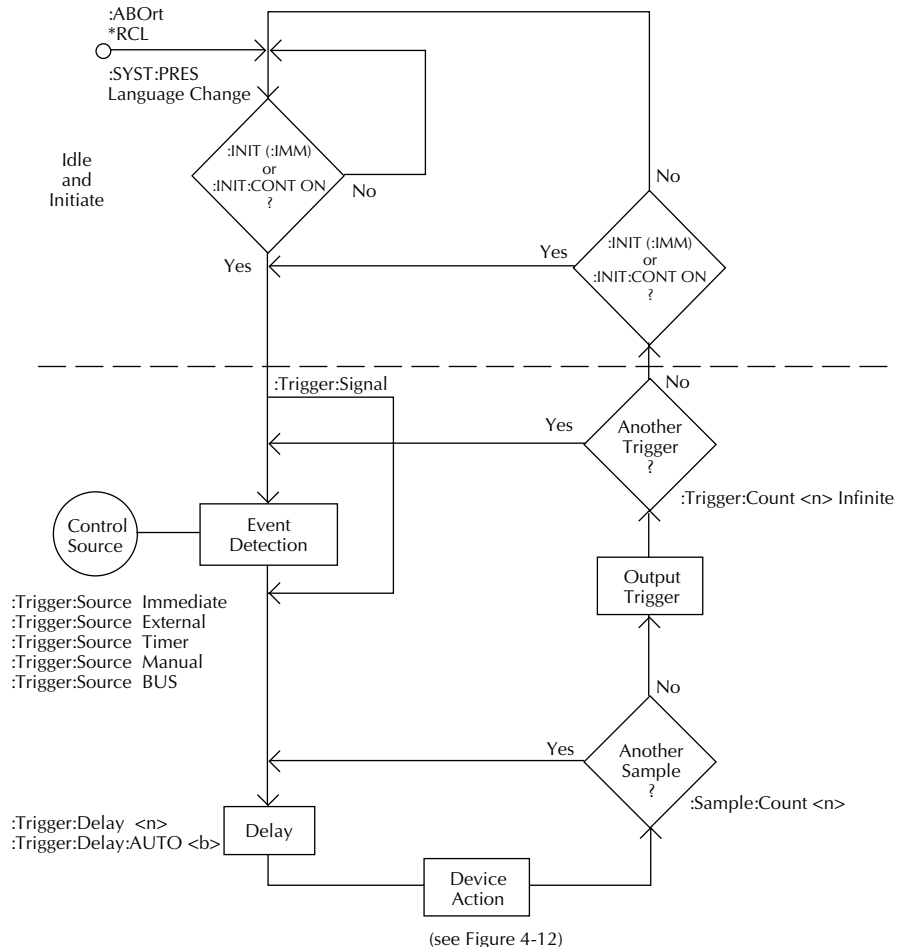 :ABOrt
*RCL
:SYST:PRES
Language Change
Idle
and
Initiate
:INIT (:IMM)
or
:INIT:CONT ON
?
No
Yes
No
:INIT (:IMM)
or
:INIT:CONT ON
?
Yes
:Trigger:Signal
No
Yes
Another
Trigger
?
:Trigger:Count <n> Infinite
Control
Source
Event
Detection
Output
Trigger
:Trigger:Source Immediate
:Trigger:Source External
:Trigger:Source Timer
:Trigger:Source Manual
:Trigger:Source BUS
No
Yes
Another
Sample
?
:Sample:Count <n>
:Trigger:Delay <n>
:Trigger:Delay:AUTO <b>
Delay
Device
Action
(see Figure 4-12)